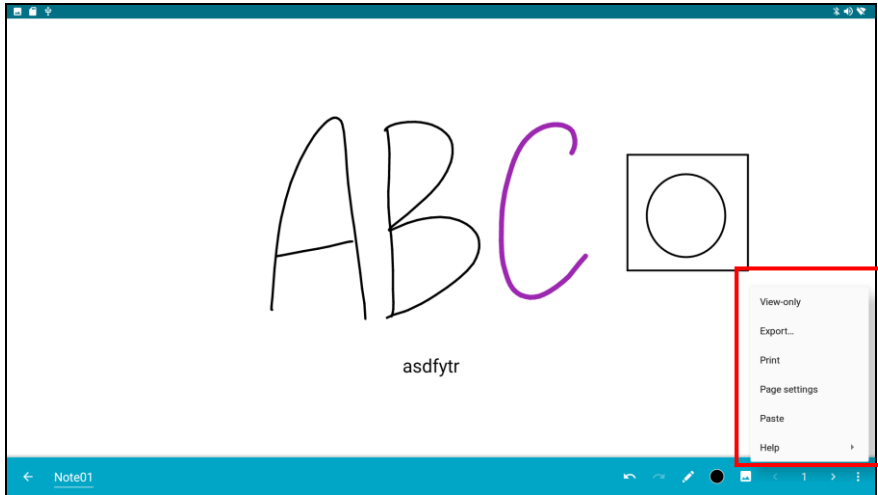 ABC
asdfytr
View-only
Export...
Print
Page settings
Paste
Help
Note01
1